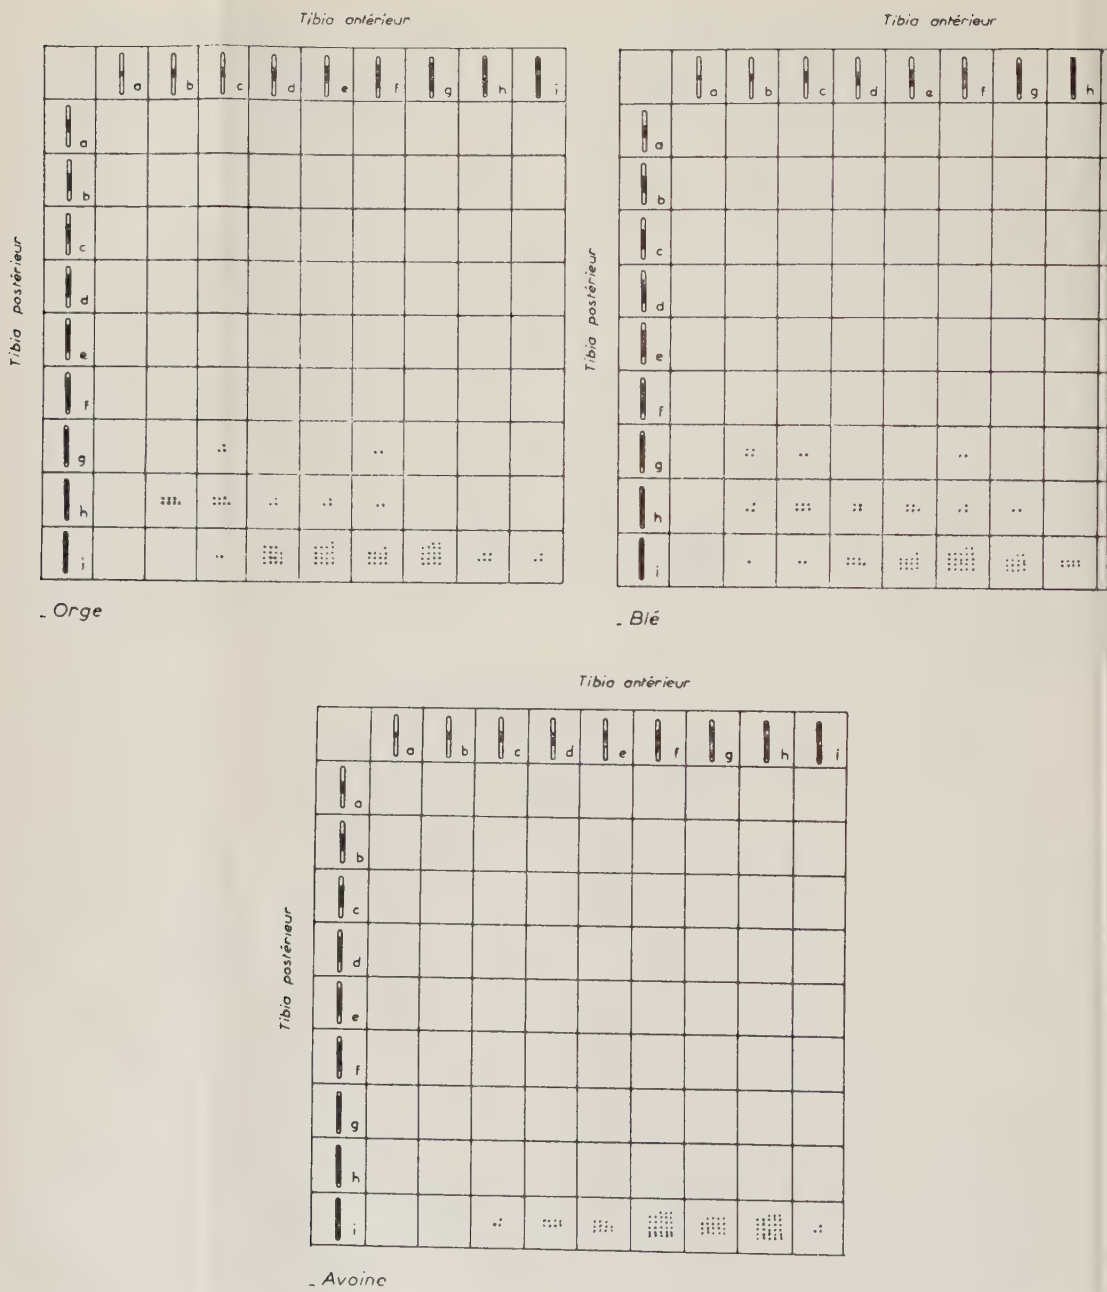 Tibia antérieur
a b c d e f g h i
Tibia postérieur
a
b
c
d
e
f
g
h
i
_ Orge
Tibia antérieur
a b c d e f g h
Tibia postérieur
a
b
c
d
e
f
g
h
i
_ Blé
Tibia antérieur
a b c d e f g h i
Tibia postérieur
a
b
c
d
e
f
g
h
i
_ Avoine